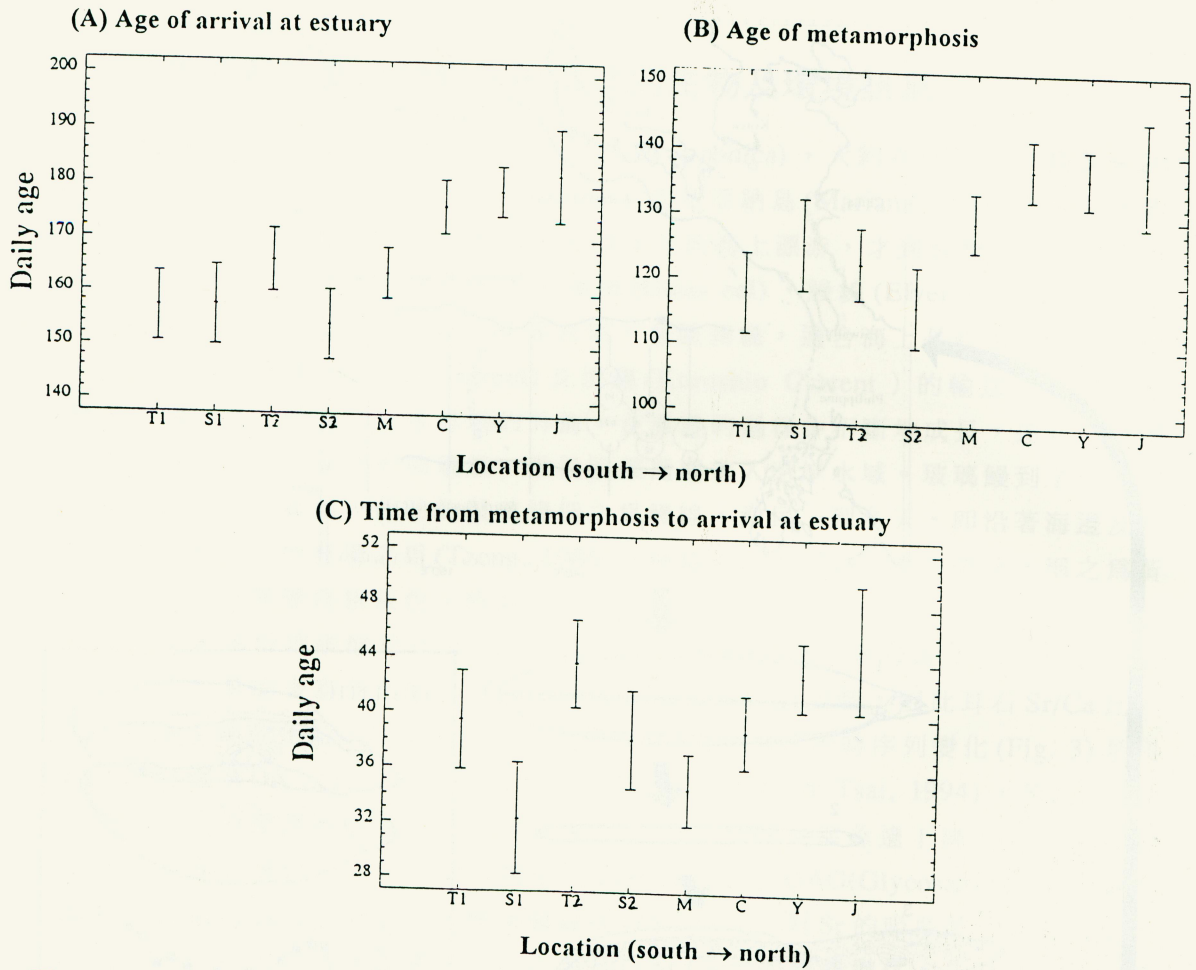 (A) Age of arrival at estuary
200
190
180
170
160
150
140
Daily age
T1 S1 T2 S2 M C Y J
(B) Age of metamorphosis
150
140
130
120
110
100
T1 S1 T2 S2 M C Y J
Location (south → north)
(C) Time from metamorphosis to arrival at estuary
52
48
44
40
36
32
28
Daily age
T1 S1 T2 S2 M C Y J
Location (south → north)